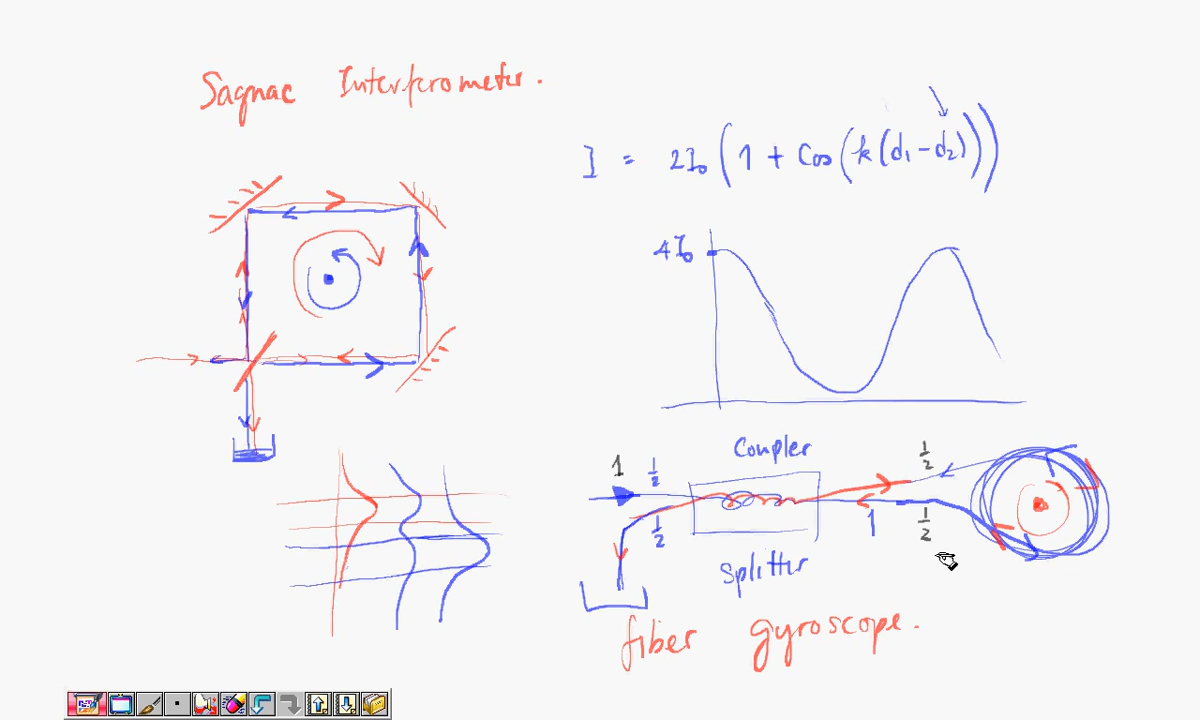 Sagnac Interferometer.
I = 2I₀(1 + Cos(k(d₁-d₂)))
4I₀
Coupler
1
1/2
1/2
1/2
1
1/2
Splitter
fiber gyroscope.